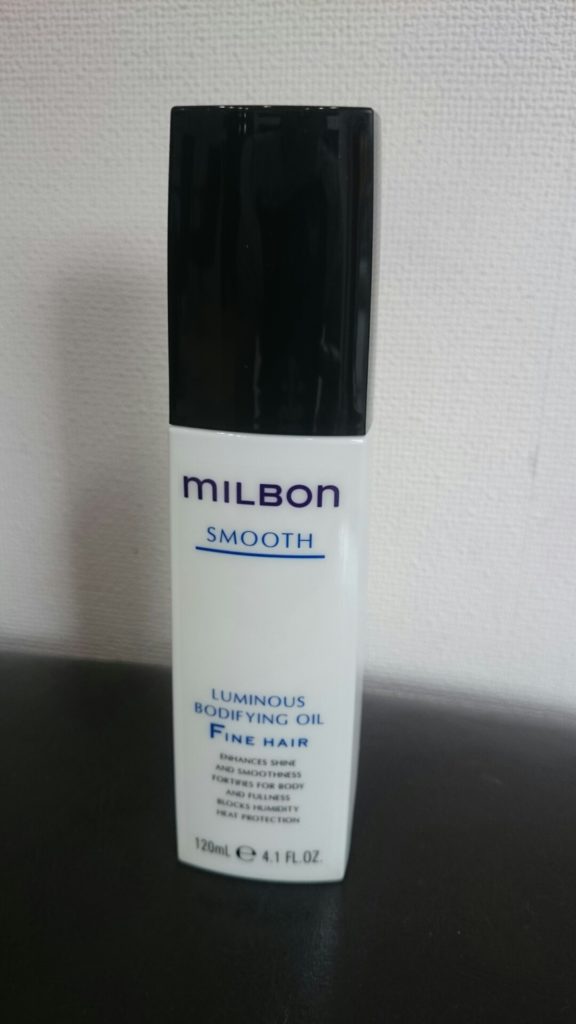 milbon
SMOOTH
LUMINOUS
BODIFYING OIL
FINE HAIR
ENHANCES SHINE
AND SMOOTHNESS
FORTIFIES FOR BODY
AND FULLNESS
BLOCKS HUMIDITY
HEAT PROTECTION
120mL ℮ 4.1 FL.OZ.